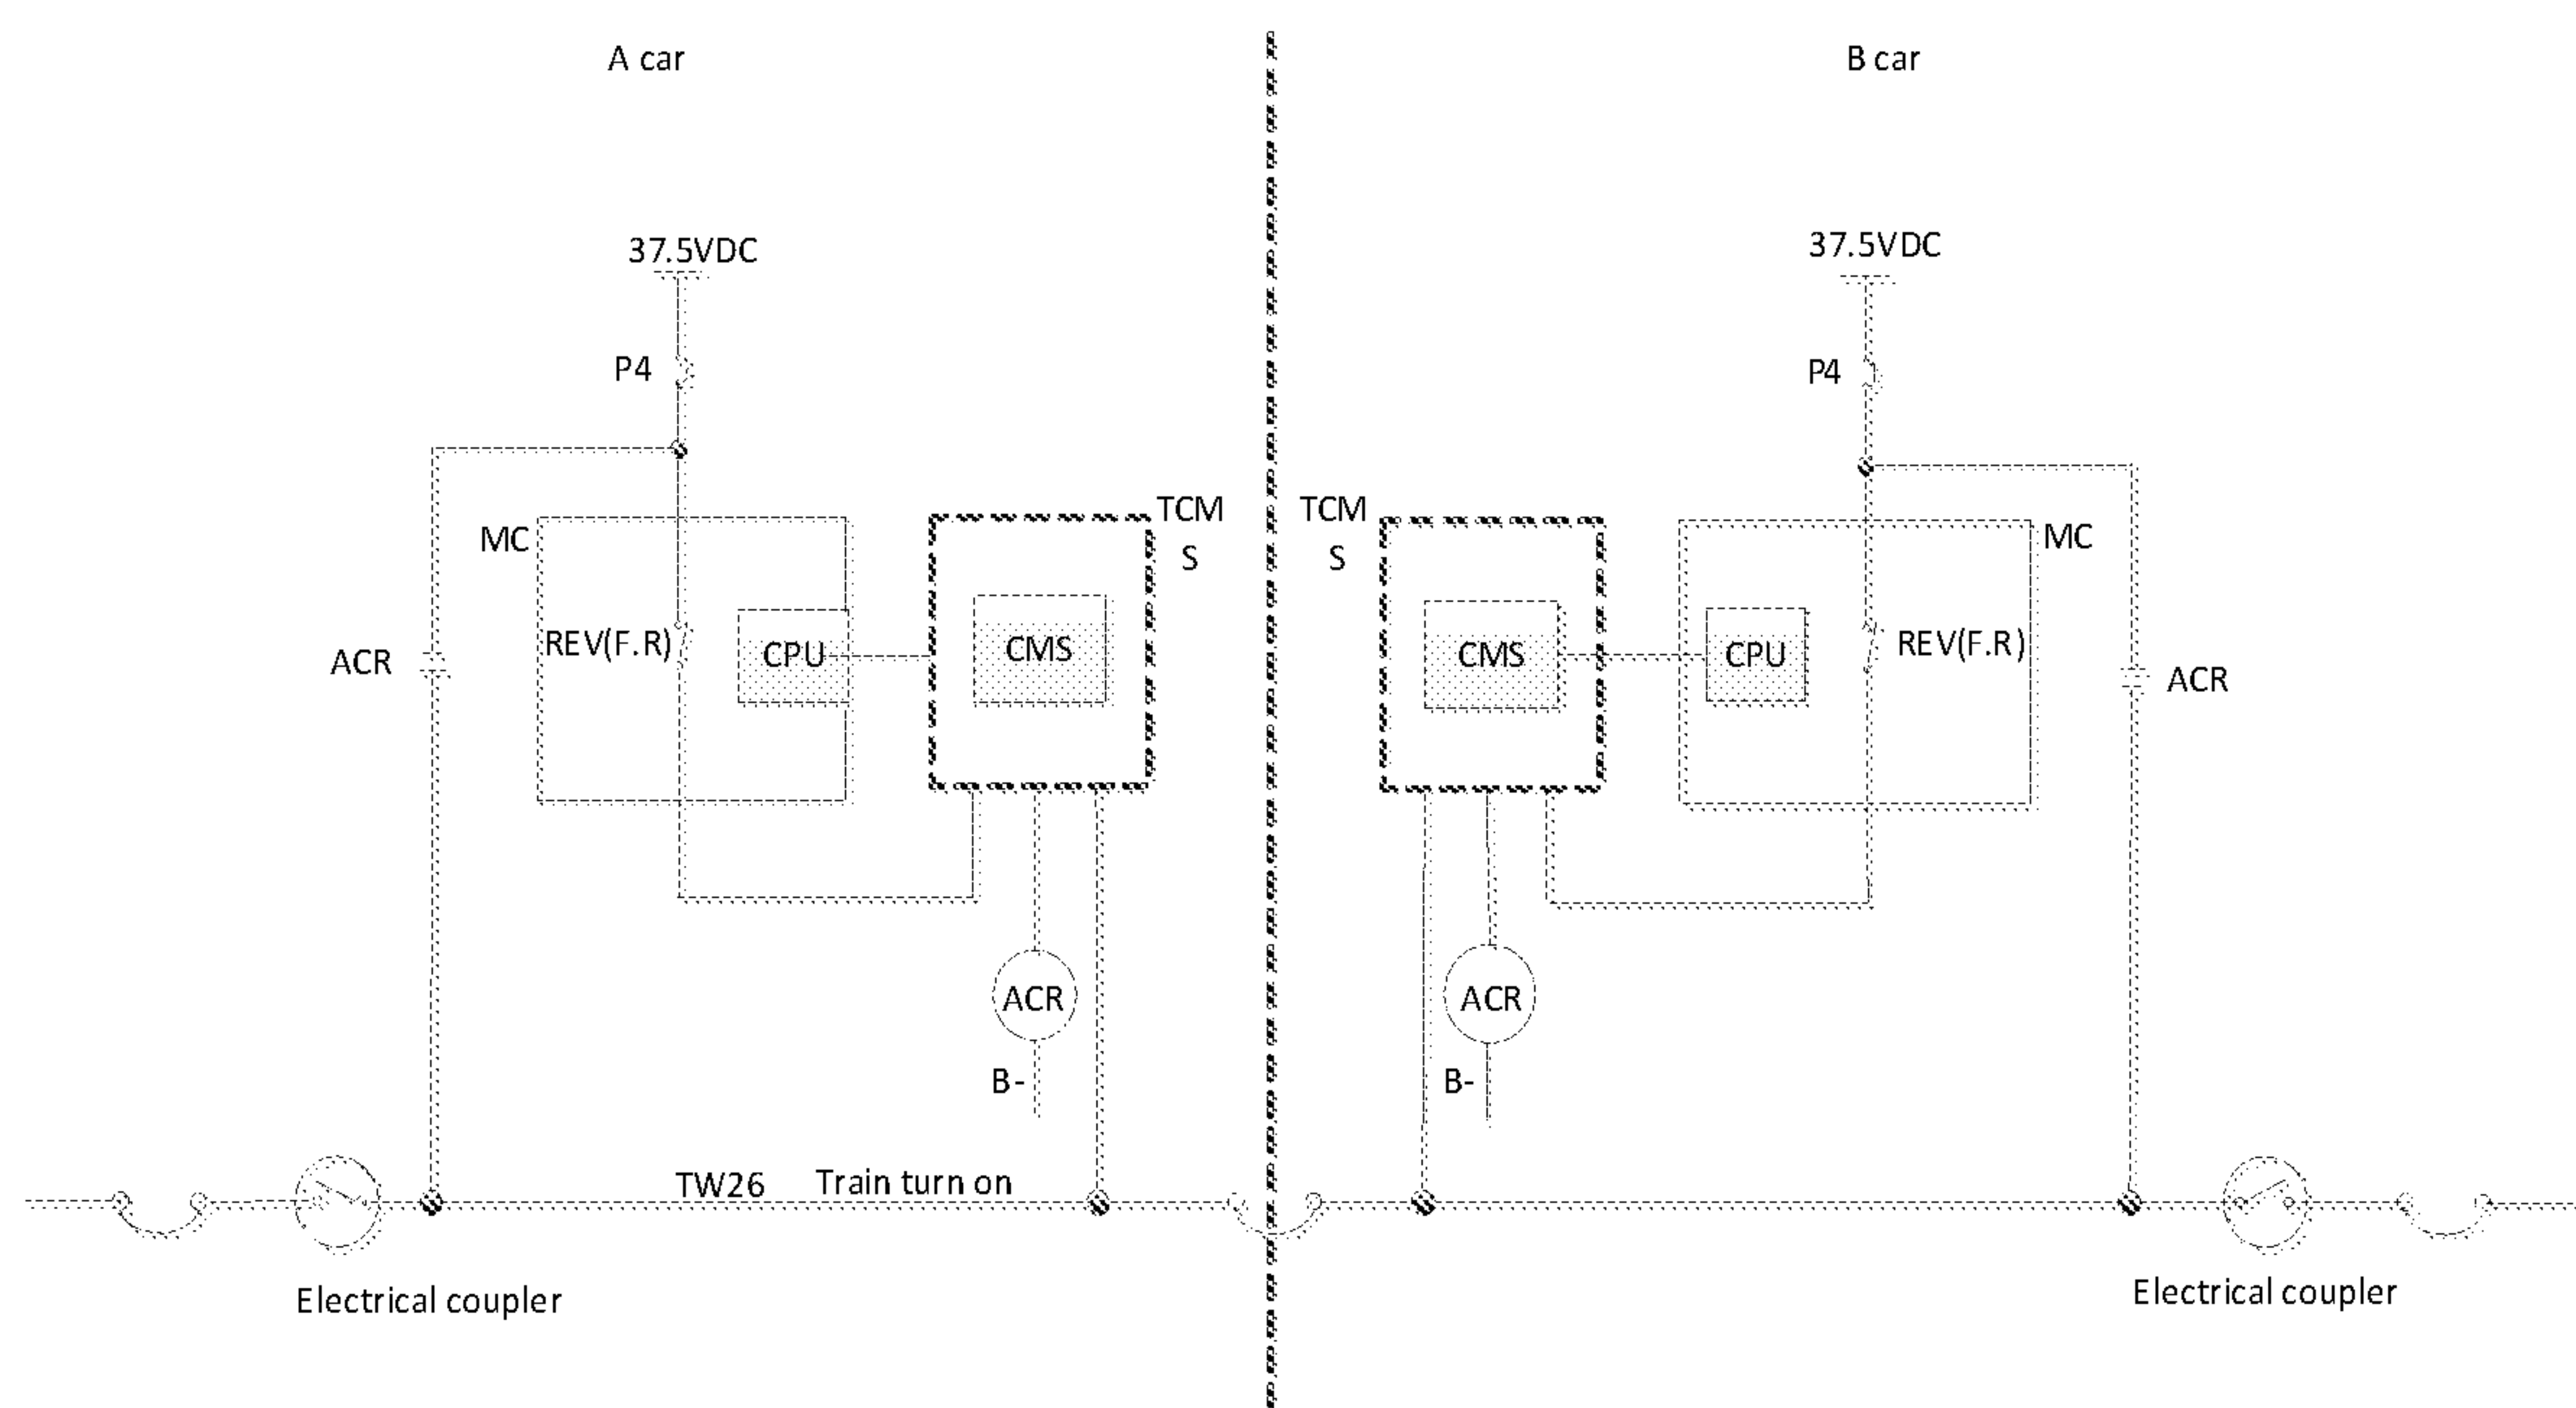 A car
B car
37.5VDC
37.5VDC
P4
P4
TCM
S
TCM
S
MC
MC
REV(F.R)
CPU
CMS
CMS
CPU
REV(F.R)
ACR
ACR
ACR
ACR
B-
B-
TW26 Train turn on
Electrical coupler
Electrical coupler